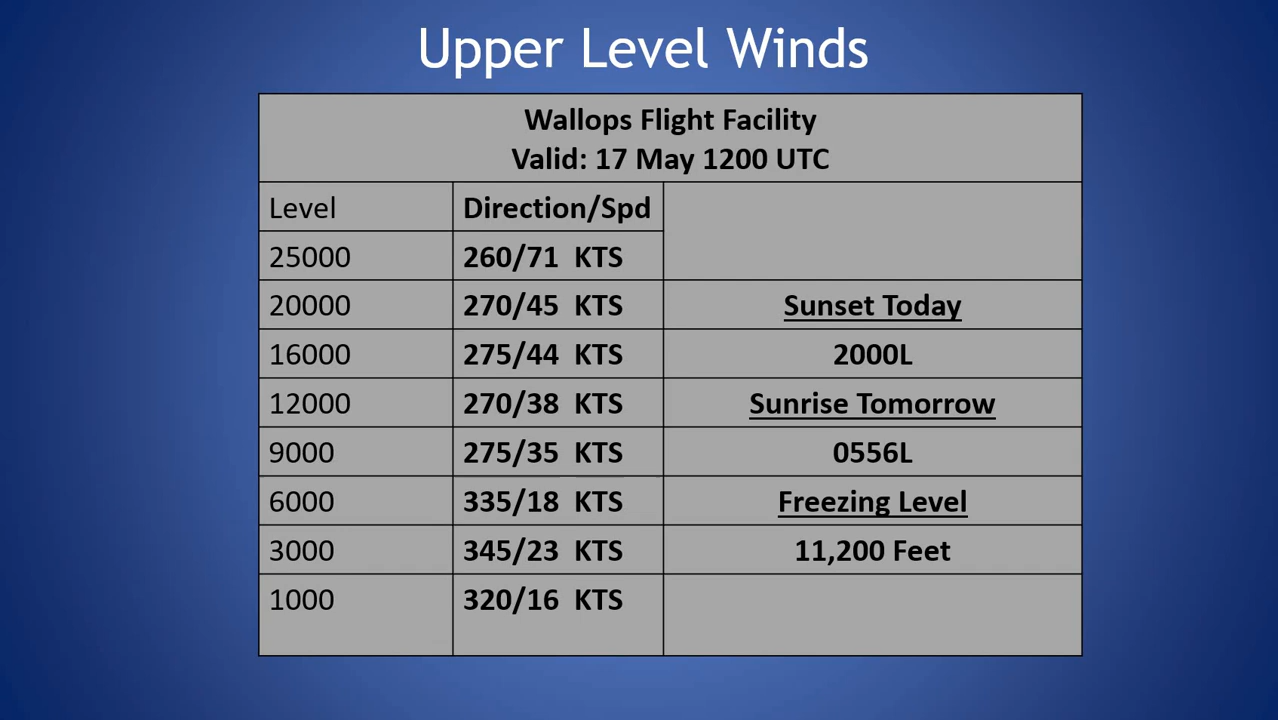 Upper Level Winds
Wallops Flight Facility
Valid: 17 May 1200 UTC
Level Direction/Spd
25000 260/71 KTS
20000 270/45 KTS Sunset Today
16000 275/44 KTS 2000L
12000 270/38 KTS Sunrise Tomorrow
9000 275/35 KTS 0556L
6000 335/18 KTS Freezing Level
3000 345/23 KTS 11,200 Feet
1000 320/16 KTS